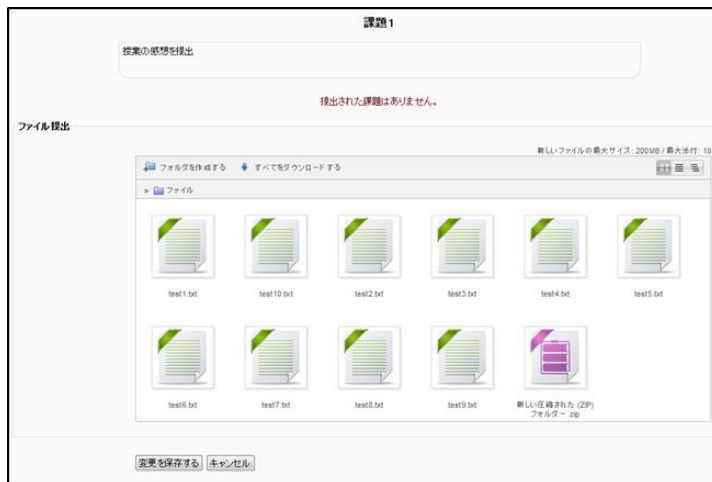 課題1
授業の感想を提出
提出された課題はありません。
ファイル提出
新しいファイルの最大サイズ: 200MB / 最大添付: 10
フォルダを作成する すべてをダウンロードする
ファイル
test1.txt test10.txt test2.txt test3.txt test4.txt test5.txt
test6.txt test7.txt test8.txt test9.txt 新しい圧縮された (ZIP)
フォルダー.zip
変更を保存する キャンセル